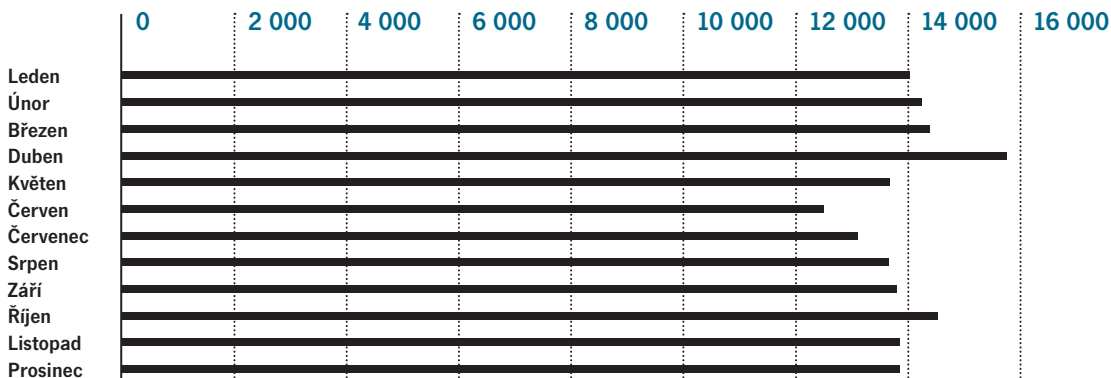 0 2 000 4 000 6 000 8 000 10 000 12 000 14 000 16 000
Leden
Únor
Březen
Duben
Květen
Červen
Červenec
Srpen
Září
Říjen
Listopad
Prosinec